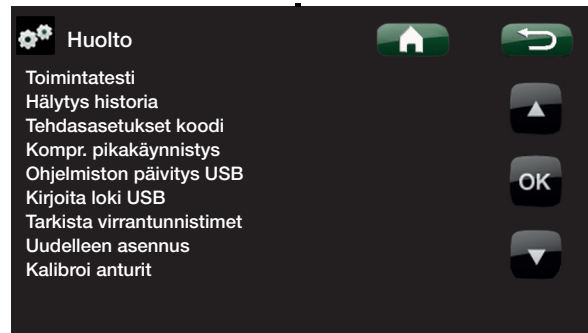 Huolto
Toimintatesti
Hälytys historia
Tehdasasetukset koodi
Kompr. pikakäynnistys
Ohjelmiston päivitys USB
Kirjoita loki USB
Tarkista virrantunnistimet
Uudelleen asennus
Kalibroi anturit
OK